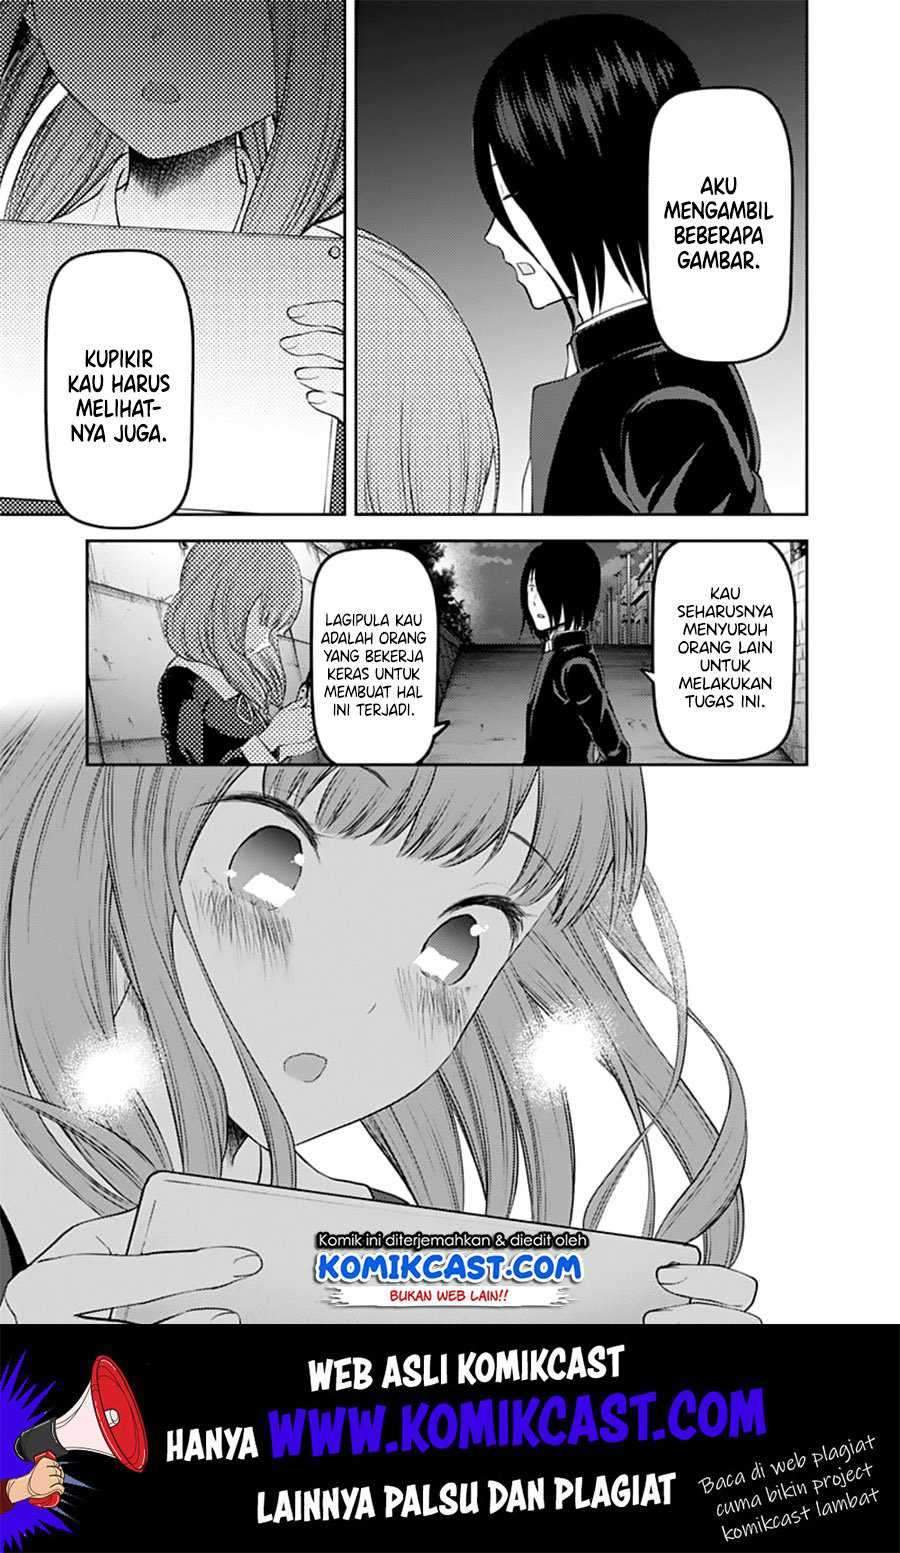 AKU
MENGAMBIL
BEBERAPA
GAMBAR.
KUPIKIR
KAU HARUS
MELIHAT-
NYA JUGA.
KAU
SEHARUSNYA
MENYURUH
ORANG LAIN
UNTUK
MELAKUKAN
TUGAS INI.
LAGIPULA KAU
ADALAH ORANG
YANG BEKERJA
KERAS UNTUK
MEMBUAT HAL
INI TERJADI.
Komik ini diterjemahkan & diedit oleh
KOMIKCAST.COM
BUKAN WEB LAIN!!
WEB ASLI KOMIKCAST
HANYA WWW.KOMIKCAST.COM
LAINNYA PALSU DAN PLAGIAT
Baca di web plagiat
cuma bikin project
komikcast lambat